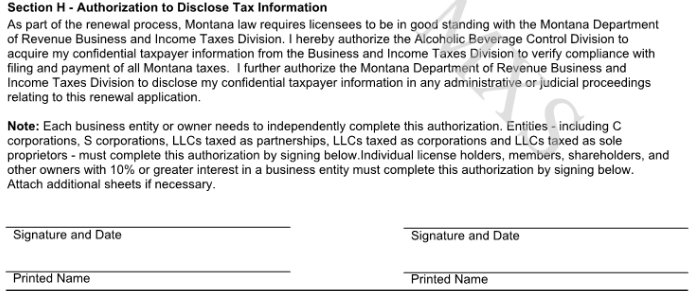 Section H - Authorization to Disclose Tax Information
As part of the renewal process, Montana law requires licensees to be in good standing with the Montana Department
of Revenue Business and Income Taxes Division. I hereby authorize the Alcoholic Beverage Control Division to
acquire my confidential taxpayer information from the Business and Income Taxes Division to verify compliance with
filing and payment of all Montana taxes.  I further authorize the Montana Department of Revenue Business and
Income Taxes Division to disclose my confidential taxpayer information in any administrative or judicial proceedings
relating to this renewal application.
Note: Each business entity or owner needs to independently complete this authorization. Entities - including C
corporations, S corporations, LLCs taxed as partnerships, LLCs taxed as corporations and LLCs taxed as sole
proprietors - must complete this authorization by signing below.Individual license holders, members, shareholders, and
other owners with 10% or greater interest in a business entity must complete this authorization by signing below.
Attach additional sheets if necessary.
Signature and Date
Signature and Date
Printed Name
Printed Name
MXS